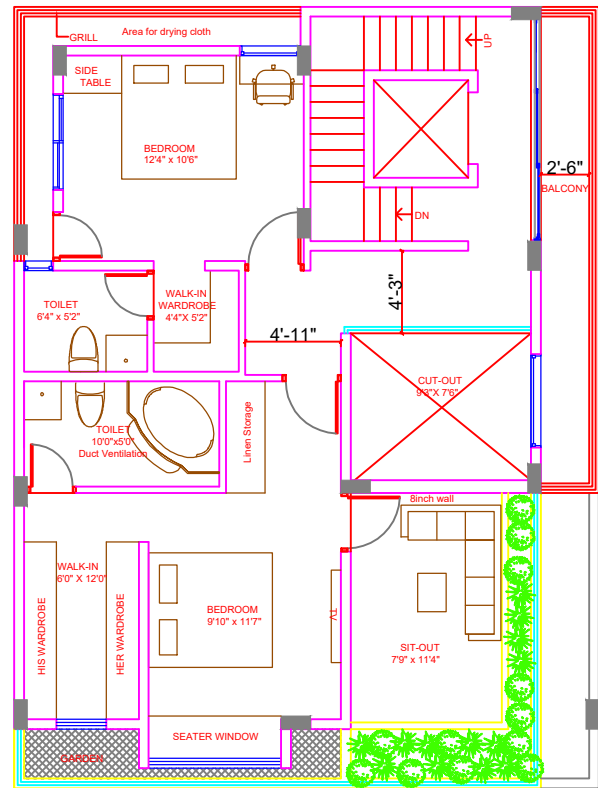 Area for drying cloth
GRILL
UP
SIDE
TABLE
BEDROOM
12'4" x 10'6"
2'-6"
BALCONY
DN
4'-3"
TOILET
6'4" x 5'2"
WALK-IN
WARDROBE
4'4"X 5'2"
4'-11"
CUT-OUT
9'3"X 7'6"
TOILET
10'0"x5'0"
Duct Ventilation
Linen Storage
8inch wall
WALK-IN
6'0" X 12'0"
HIS WARDROBE
HER WARDROBE
BEDROOM
9'10" x 11'7"
TV
SIT-OUT
7'9" x 11'4"
SEATER WINDOW
GARDEN